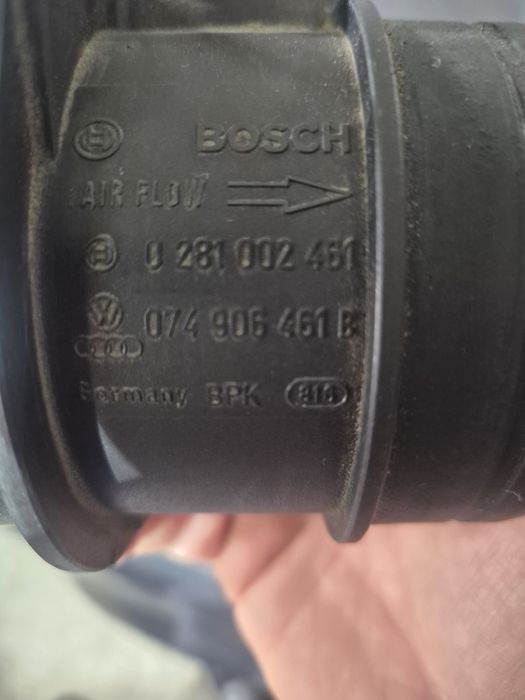 BOSCH
AIR FLOW
0 281 002 461
074 906 461 B
Germany BPK